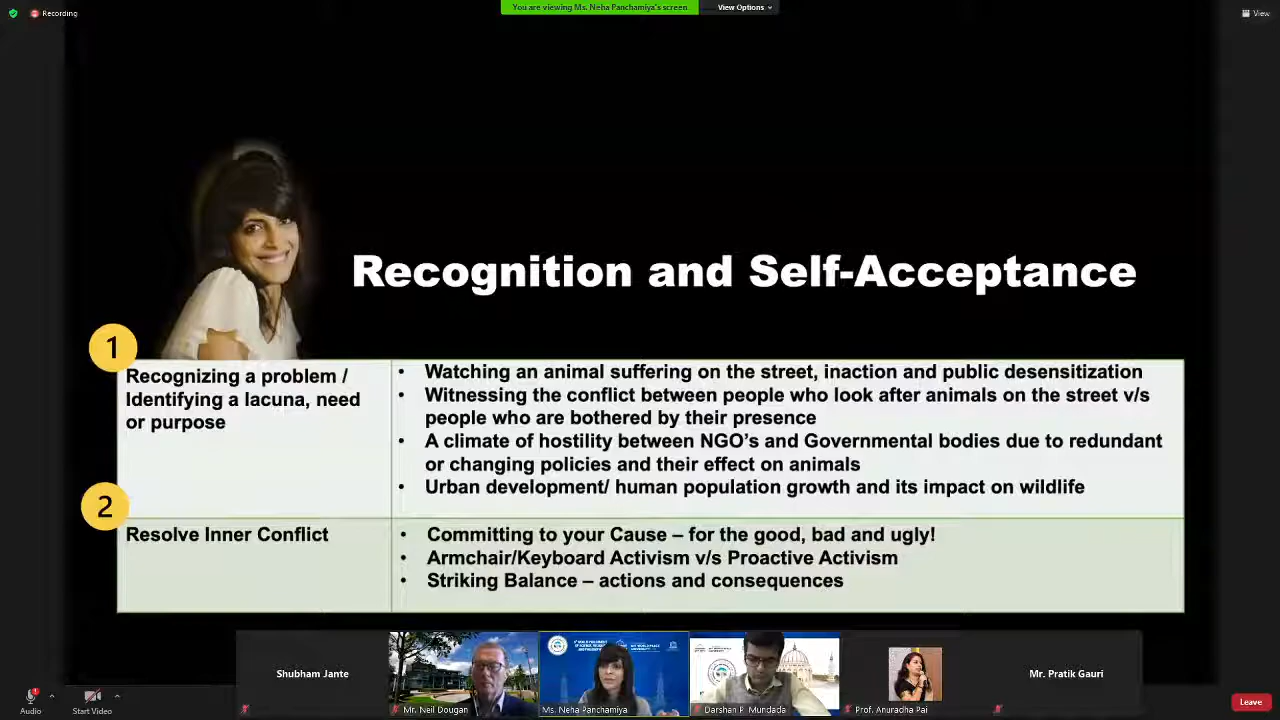 Recording
You are viewing Ms. Neha Panchamiya's screen
View Options
View
Recognition and Self-Acceptance
1
Recognizing a problem /
Identifying a lacuna, need
or purpose
• Watching an animal suffering on the street, inaction and public desensitization
• Witnessing the conflict between people who look after animals on the street v/s
people who are bothered by their presence
• A climate of hostility between NGO's and Governmental bodies due to redundant
or changing policies and their effect on animals
• Urban development/ human population growth and its impact on wildlife
2
Resolve Inner Conflict
• Committing to your Cause – for the good, bad and ugly!
• Armchair/Keyboard Activism v/s Proactive Activism
• Striking Balance – actions and consequences
Shubham Jante
Mr. Neil Dougan
Ms. Neha Panchamiya
Darshan P. Mundada
Prof. Anuradha Pai
Mr. Pratik Gauri
Audio
Start Video
Leave